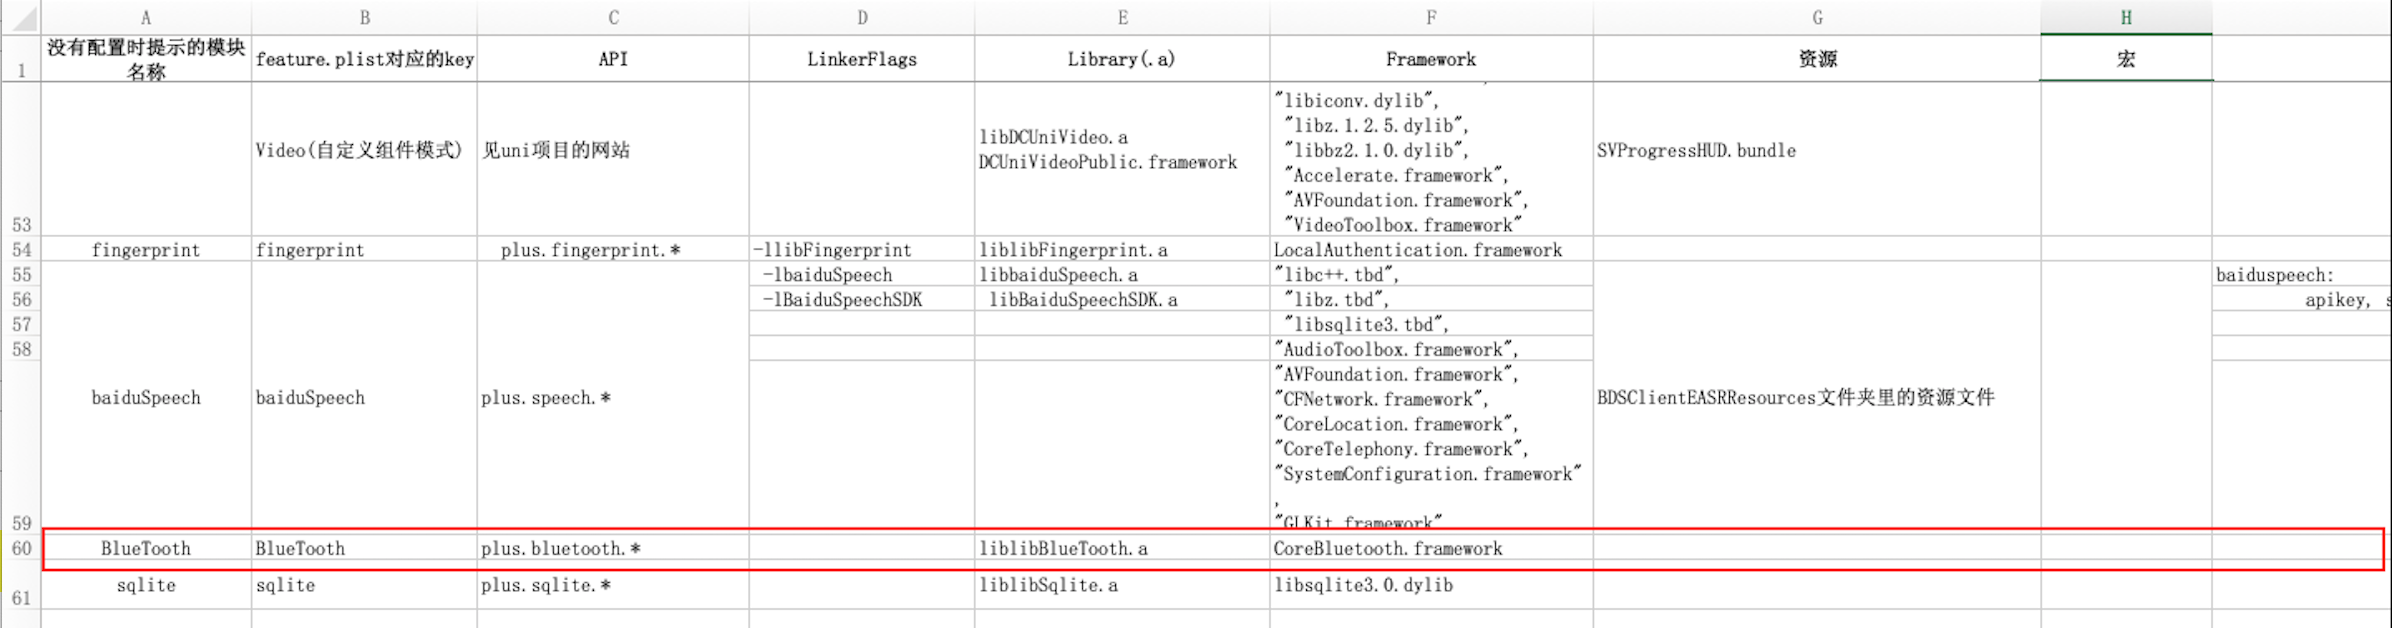 A B C D E F G H
1 没有配置时提示的模块
名称 feature.plist对应的key API LinkerFlags Library(.a) Framework 资源 宏
"libiconv.dylib",
"libz.1.2.5.dylib",
libDCUniVideo.a
Video(自定义组件模式) 见uni项目的网站 "libbz2.1.0.dylib", SVProgressHUD.bundle
DCUniVideoPublic.framework
"Accelerate.framework",
"AVFoundation.framework",
53 "VideoToolbox.framework"
54 fingerprint fingerprint plus.fingerprint.* -llibFingerprint liblibFingerprint.a LocalAuthentication.framework
55 -lbaiduSpeech libbaiduSpeech.a "libc++.tbd", baiduspeech:
56 -lBaiduSpeechSDK libBaiduSpeechSDK.a "libz.tbd", apikey, s
57 "libsqlite3.tbd",
58 "AudioToolbox.framework",
"AVFoundation.framework",
baiduSpeech baiduSpeech plus.speech.* "CFNetwork.framework", BDSClientEASRResources文件夹里的资源文件
"CoreLocation.framework",
"CoreTelephony.framework",
"SystemConfiguration.framework"
,
59 "GLKit.framework"
60 BlueTooth BlueTooth plus.bluetooth.* liblibBlueTooth.a CoreBluetooth.framework
61 sqlite sqlite plus.sqlite.* liblibSqlite.a libsqlite3.0.dylib